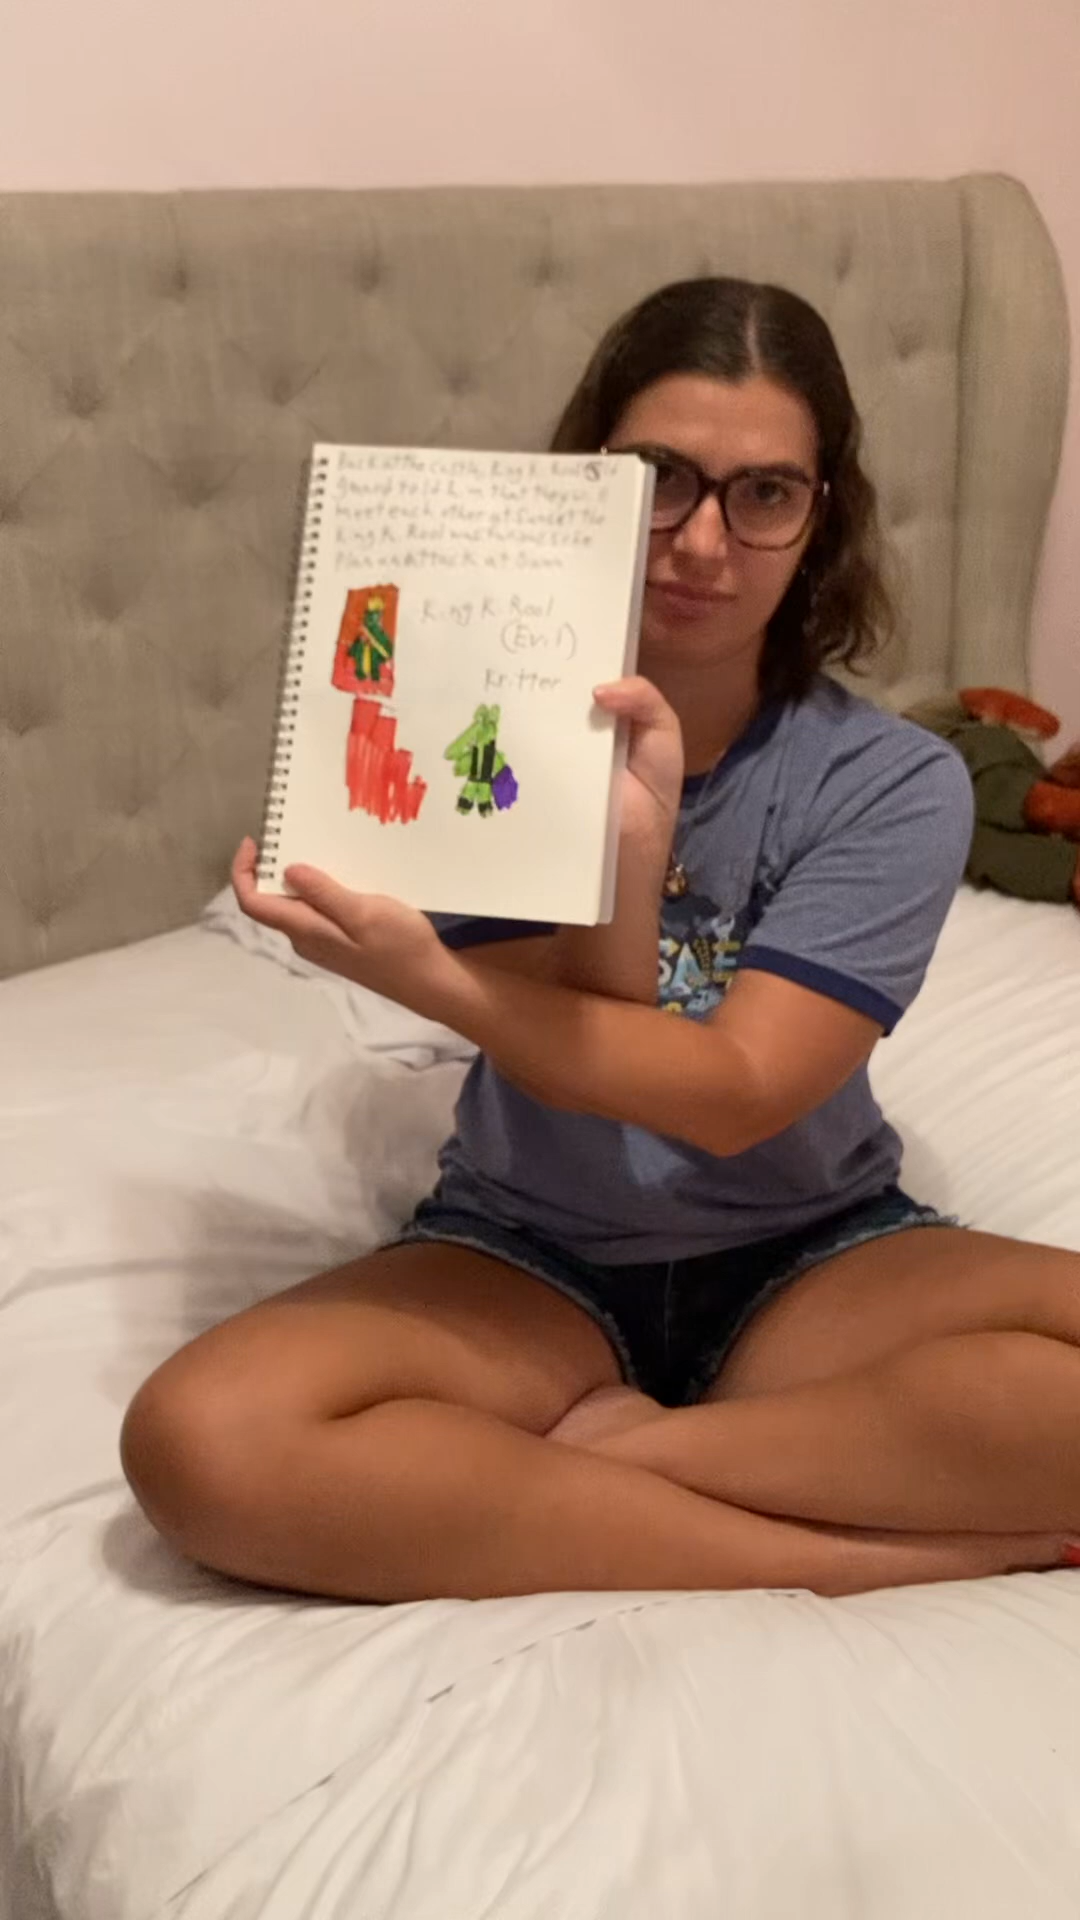 Back at the castle, King K. Rool's
guard told him that they will
meet each other at Sunset the
King K. Rool was furious so he
Plan an Attack at Dawn
King K. Rool
(Evil)
Kritter